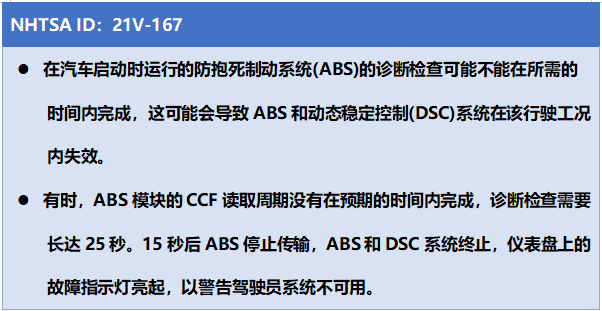 NHTSA ID：21V-167
● 在汽车启动时运行的防抱死制动系统(ABS)的诊断检查可能不能在所需的
时间内完成，这可能会导致 ABS 和动态稳定控制(DSC)系统在该行驶工况
内失效。
● 有时，ABS 模块的 CCF 读取周期没有在预期的时间内完成，诊断检查需要
长达 25 秒。15 秒后 ABS 停止传输，ABS 和 DSC 系统终止，仪表盘上的
故障指示灯亮起，以警告驾驶员系统不可用。